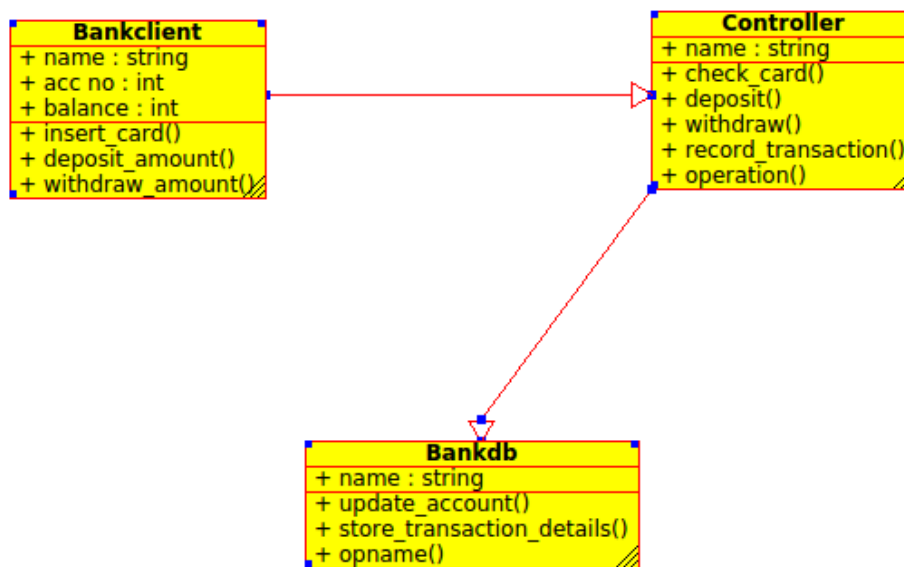 Bankclient
+ name : string
+ acc no : int
+ balance : int
+ insert_card()
+ deposit_amount()
+ withdraw_amount()
Controller
+ name : string
+ check_card()
+ deposit()
+ withdraw()
+ record_transaction()
+ operation()
Bankdb
+ name : string
+ update_account()
+ store_transaction_details()
+ opname()